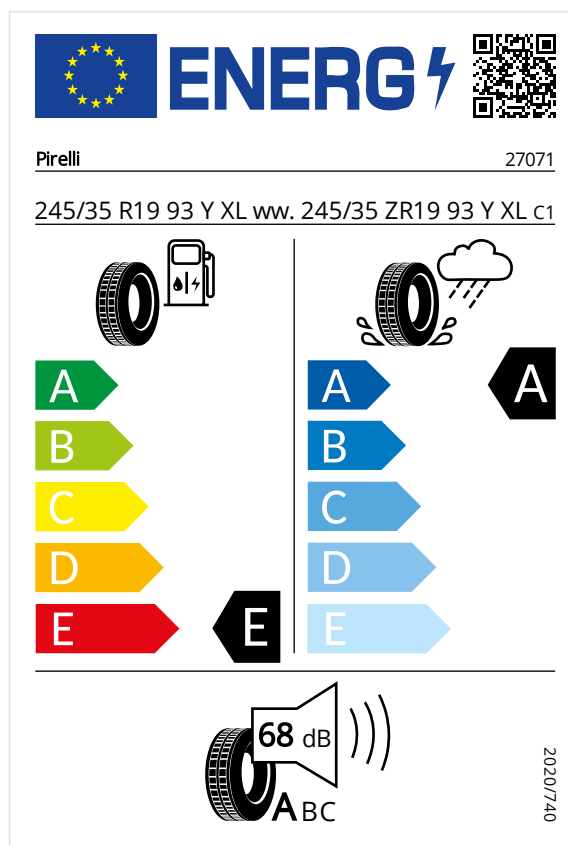 ENERG
Pirelli
27071
245/35 R19 93 Y XL ww. 245/35 ZR19 93 Y XL C1
A
B
C
D
E
E
A
B
C
D
E
A
68 dB
ABC
2020/740